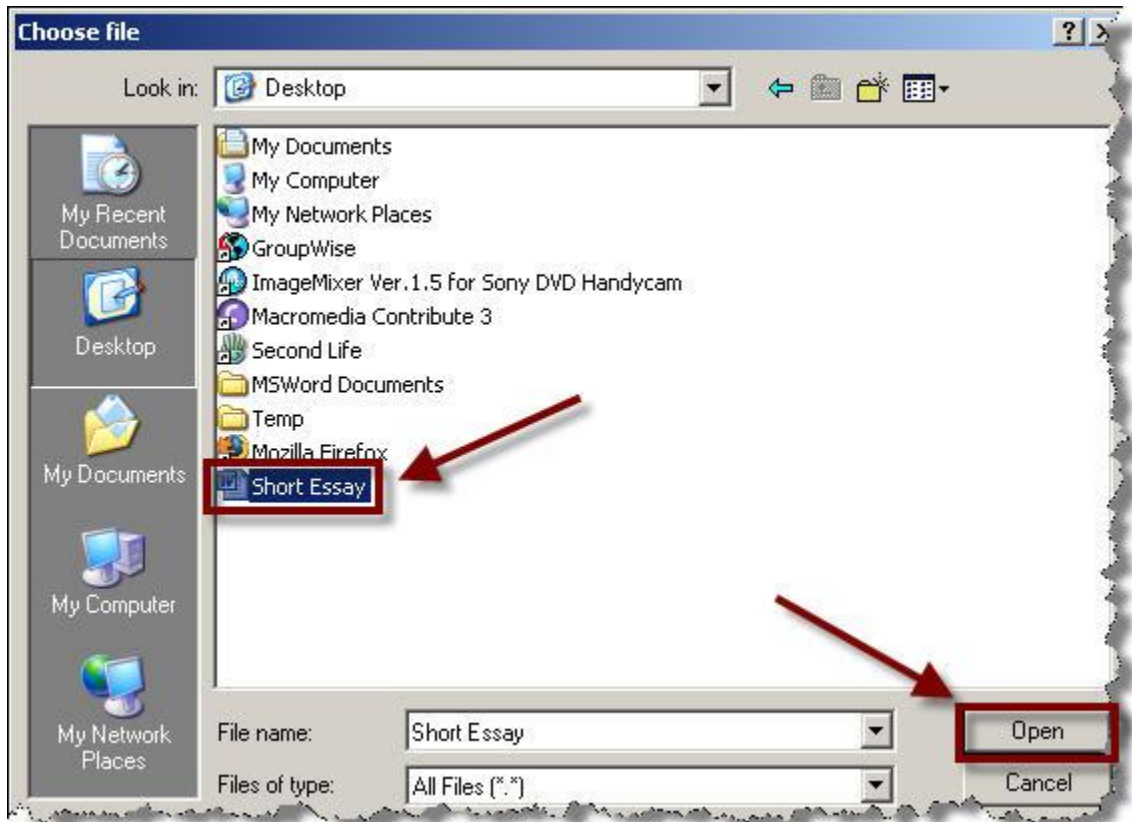 Choose file
Look in:
Desktop
My Recent
Documents
Desktop
My Documents
My Computer
My Network
Places
My Documents
My Computer
My Network Places
GroupWise
ImageMixer Ver.1.5 for Sony DVD Handycam
Macromedia Contribute 3
Second Life
MSWord Documents
Temp
Mozilla Firefox
Short Essay
File name:
Short Essay
Open
Files of type:
All Files (*.*)
Cancel